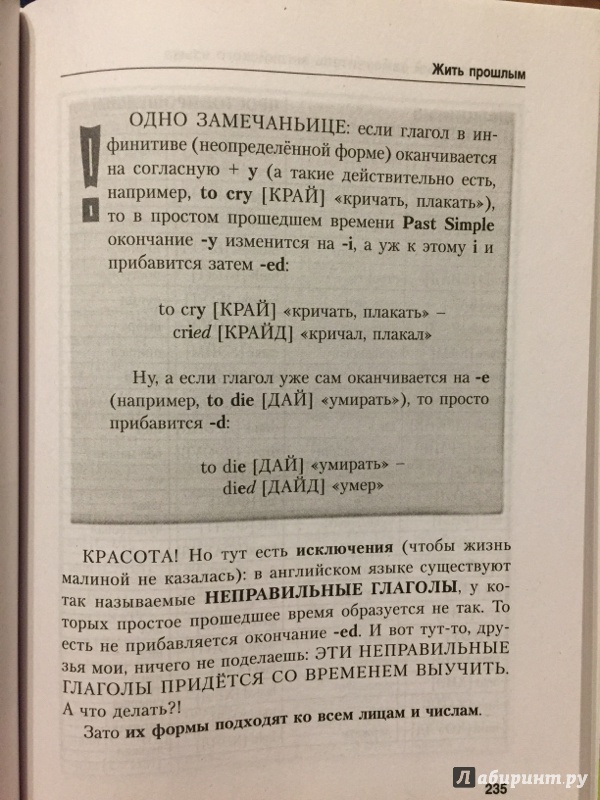 Жить прошлым
ОДНО ЗАМЕЧАНЬИЦЕ: если глагол в ин-
финитиве (неопределённой форме) оканчивается
на согласную + y (а такие действительно есть,
например, to cry [КРАЙ] «кричать, плакать»),
то в простом прошедшем времени Past Simple
окончание -y изменится на -i, а уж к этому i и
прибавится затем -ed:
to cry [КРАЙ] «кричать, плакать» –
cried [КРАЙД] «кричал, плакал»
Ну, а если глагол уже сам оканчивается на -e
(например, to die [ДАЙ] «умирать»), то просто
прибавится -d:
to die [ДАЙ] «умирать» –
died [ДАЙД] «умер»
КРАСОТА! Но тут есть исключения (чтобы жизнь
малиной не казалась): в английском языке существуют
так называемые НЕПРАВИЛЬНЫЕ ГЛАГОЛЫ, у ко-
торых простое прошедшее время образуется не так. То
есть не прибавляется окончание -ed. И вот тут-то, дру-
зья мои, ничего не поделаешь: ЭТИ НЕПРАВИЛЬНЫЕ
ГЛАГОЛЫ ПРИДЁТСЯ СО ВРЕМЕНЕМ ВЫУЧИТЬ.
А что делать?!
Зато их формы подходят ко всем лицам и числам.
235
Лабиринт.ру